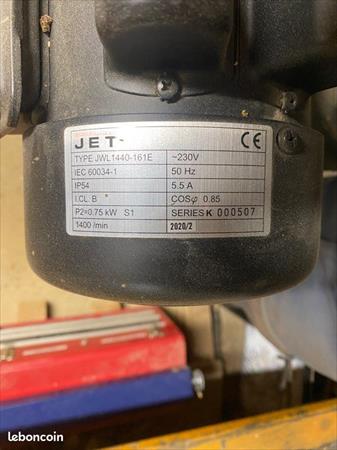 JET
TYPE JWL1440-161E ~230V
IEC 60034-1 50 Hz
IP54 5.5 A
I.CL. B COSφ 0.85
P2=0.75 kW S1 SERIES K 000507
1400 /min 2020/2
CE
leboncoin